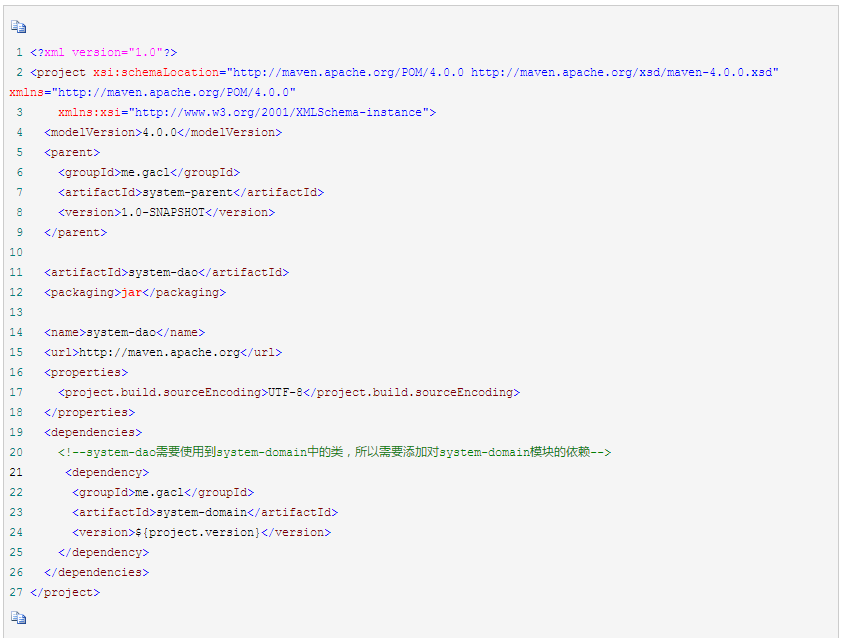 1 <?xml version="1.0"?>
2 <project xsi:schemaLocation="http://maven.apache.org/POM/4.0.0 http://maven.apache.org/xsd/maven-4.0.0.xsd"
xmlns="http://maven.apache.org/POM/4.0.0"
3     xmlns:xsi="http://www.w3.org/2001/XMLSchema-instance">
4   <modelVersion>4.0.0</modelVersion>
5   <parent>
6     <groupId>me.gacl</groupId>
7     <artifactId>system-parent</artifactId>
8     <version>1.0-SNAPSHOT</version>
9   </parent>
10
11   <artifactId>system-dao</artifactId>
12   <packaging>jar</packaging>
13
14   <name>system-dao</name>
15   <url>http://maven.apache.org</url>
16   <properties>
17     <project.build.sourceEncoding>UTF-8</project.build.sourceEncoding>
18   </properties>
19   <dependencies>
20     <!--system-dao需要使用到system-domain中的类，所以需要添加对system-domain模块的依赖-->
21      <dependency>
22       <groupId>me.gacl</groupId>
23       <artifactId>system-domain</artifactId>
24       <version>${project.version}</version>
25     </dependency>
26   </dependencies>
27 </project>